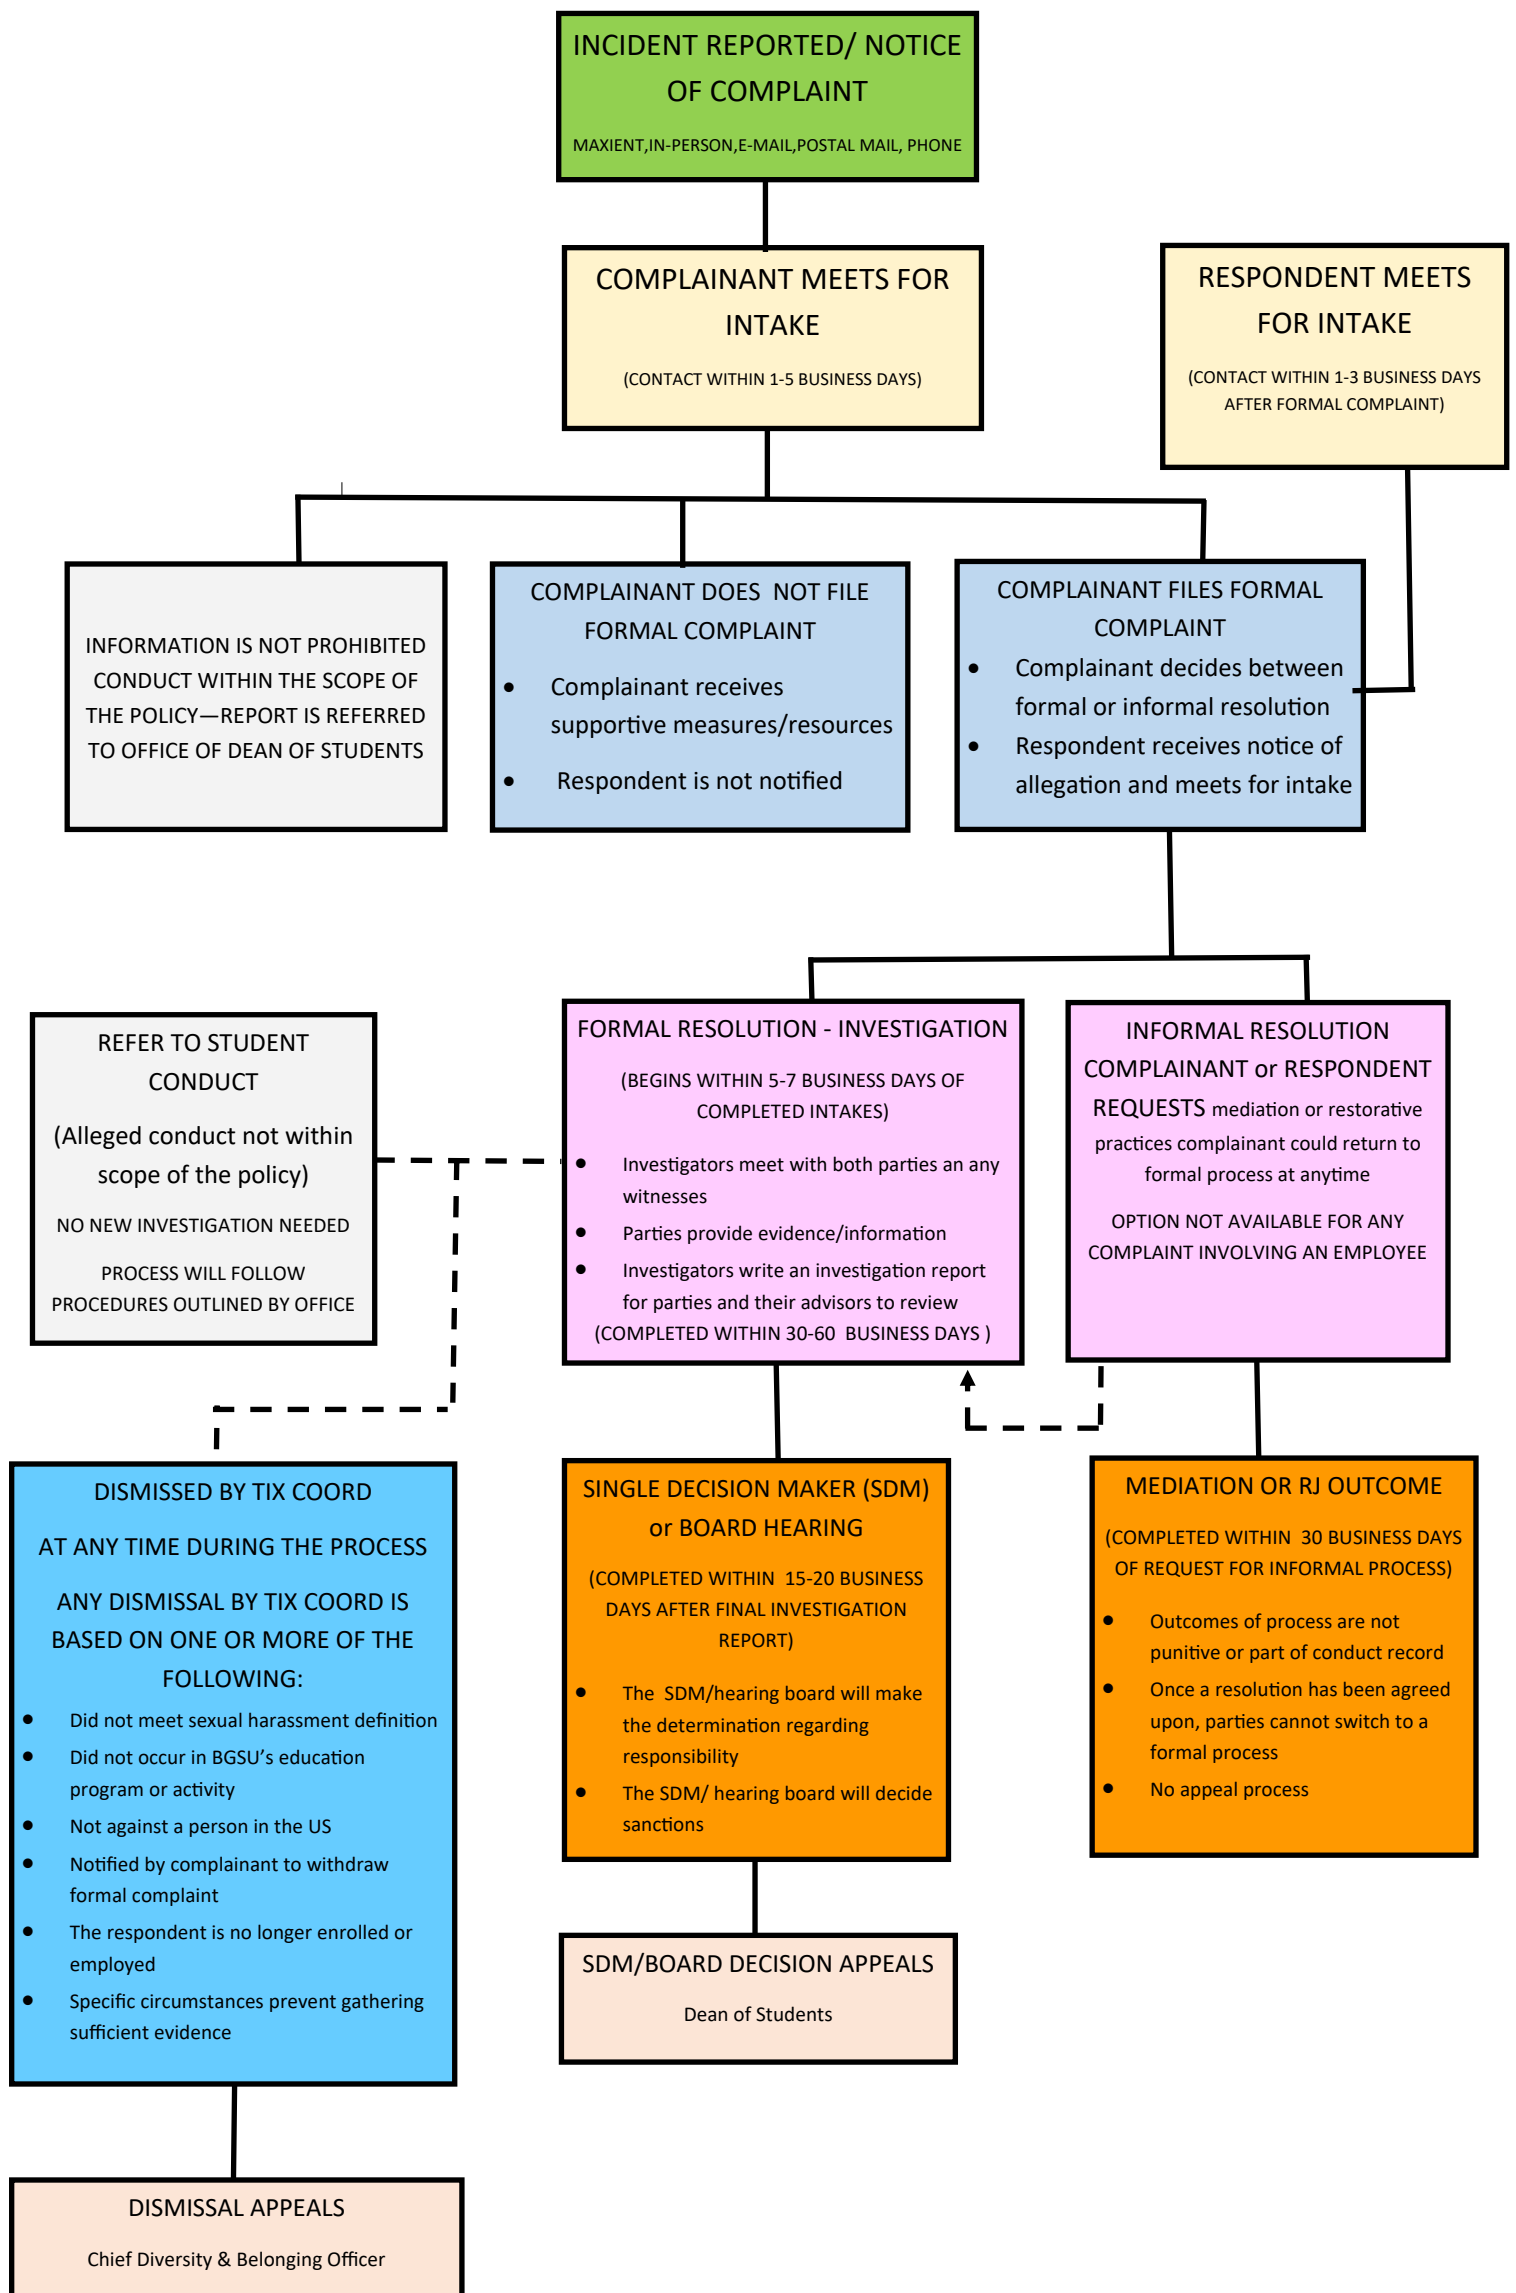 INCIDENT REPORTED/ NOTICE
OF COMPLAINT
MAXIENT,IN-PERSON,E-MAIL,POSTAL MAIL, PHONE
COMPLAINANT MEETS FOR
INTAKE
(CONTACT WITHIN 1-5 BUSINESS DAYS)
RESPONDENT MEETS
FOR INTAKE
(CONTACT WITHIN 1-3 BUSINESS DAYS
AFTER FORMAL COMPLAINT)
INFORMATION IS NOT PROHIBITED
CONDUCT WITHIN THE SCOPE OF
THE POLICY—REPORT IS REFERRED
TO OFFICE OF DEAN OF STUDENTS
COMPLAINANT DOES  NOT FILE
FORMAL COMPLAINT
• Complainant receives
supportive measures/resources
• Respondent is not notified
COMPLAINANT FILES FORMAL
COMPLAINT
• Complainant decides between
formal or informal resolution
• Respondent receives notice of
allegation and meets for intake
REFER TO STUDENT
CONDUCT
(Alleged conduct not within
scope of the policy)
NO NEW INVESTIGATION NEEDED
PROCESS WILL FOLLOW
PROCEDURES OUTLINED BY OFFICE
FORMAL RESOLUTION - INVESTIGATION
(BEGINS WITHIN 5-7 BUSINESS DAYS OF
COMPLETED INTAKES)
• Investigators meet with both parties an any
witnesses
• Parties provide evidence/information
• Investigators write an investigation report
for parties and their advisors to review
(COMPLETED WITHIN 30-60  BUSINESS DAYS )
INFORMAL RESOLUTION
COMPLAINANT or RESPONDENT
REQUESTS mediation or restorative
practices complainant could return to
formal process at anytime
OPTION NOT AVAILABLE FOR ANY
COMPLAINT INVOLVING AN EMPLOYEE
DISMISSED BY TIX COORD
AT ANY TIME DURING THE PROCESS
ANY DISMISSAL BY TIX COORD IS
BASED ON ONE OR MORE OF THE
FOLLOWING:
• Did not meet sexual harassment definition
• Did not occur in BGSU’s education
program or activity
• Not against a person in the US
• Notified by complainant to withdraw
formal complaint
• The respondent is no longer enrolled or
employed
• Specific circumstances prevent gathering
sufficient evidence
SINGLE DECISION MAKER (SDM)
or BOARD HEARING
(COMPLETED WITHIN  15-20 BUSINESS
DAYS AFTER FINAL INVESTIGATION
REPORT)
• The  SDM/hearing board will make
the determination regarding
responsibility
• The SDM/ hearing board will decide
sanctions
MEDIATION OR RJ OUTCOME
(COMPLETED WITHIN  30 BUSINESS DAYS
OF REQUEST FOR INFORMAL PROCESS)
• Outcomes of process are not
punitive or part of conduct record
• Once a resolution has been agreed
upon, parties cannot switch to a
formal process
• No appeal process
SDM/BOARD DECISION APPEALS
Dean of Students
DISMISSAL APPEALS
Chief Diversity & Belonging Officer